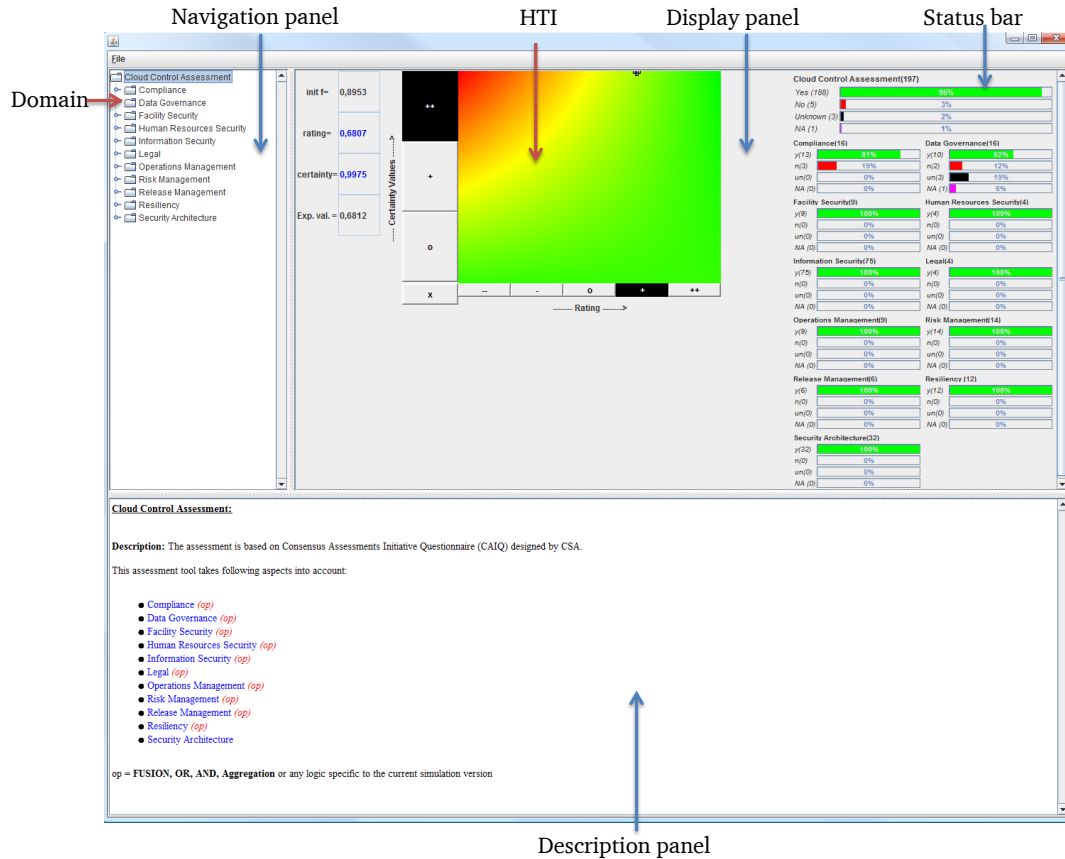 Navigation panel
HTI
Display panel
Status bar
Domain
File
Cloud Control Assessment
Compliance
Data Governance
Facility Security
Human Resources Security
Information Security
Legal
Operations Management
Risk Management
Release Management
Resiliency
Security Architecture
init f= 0,8953
rating= 0,6807
certainty= 0,9975
Exp. val. = 0,6812
----- Certainty Values ----->
++
+
o
x
-- - o + ++
------- Rating ------->
Cloud Control Assessment(197)
Yes (188) 95%
No (5) 3%
Unknown (3) 2%
NA (1) 1%
Compliance(16) Data Governance(16)
y(13) 81% y(10) 62%
n(3) 19% n(2) 12%
un(0) 0% un(3) 19%
NA (0) 0% NA (1) 6%
Facility Security(9) Human Resources Security(4)
y(9) 100% y(4) 100%
n(0) 0% n(0) 0%
un(0) 0% un(0) 0%
NA (0) 0% NA (0) 0%
Information Security(75) Legal(4)
y(75) 100% y(4) 100%
n(0) 0% n(0) 0%
un(0) 0% un(0) 0%
NA (0) 0% NA (0) 0%
Operations Management(9) Risk Management(14)
y(9) 100% y(14) 100%
n(0) 0% n(0) 0%
un(0) 0% un(0) 0%
NA (0) 0% NA (0) 0%
Release Management(6) Resiliency (12)
y(6) 100% y(12) 100%
n(0) 0% n(0) 0%
un(0) 0% un(0) 0%
NA (0) 0% NA (0) 0%
Security Architecture(32)
y(32) 100%
n(0) 0%
un(0) 0%
NA (0) 0%
Cloud Control Assessment:
Description: The assessment is based on Consensus Assessments Initiative Questionnaire (CAIQ) designed by CSA.
This assessment tool takes following aspects into account:
● Compliance (op)
● Data Governance (op)
● Facility Security (op)
● Human Resources Security (op)
● Information Security (op)
● Legal (op)
● Operations Management (op)
● Risk Management (op)
● Release Management (op)
● Resiliency (op)
● Security Architecture
op = FUSION, OR, AND, Aggregation or any logic specific to the current simulation version
Description panel